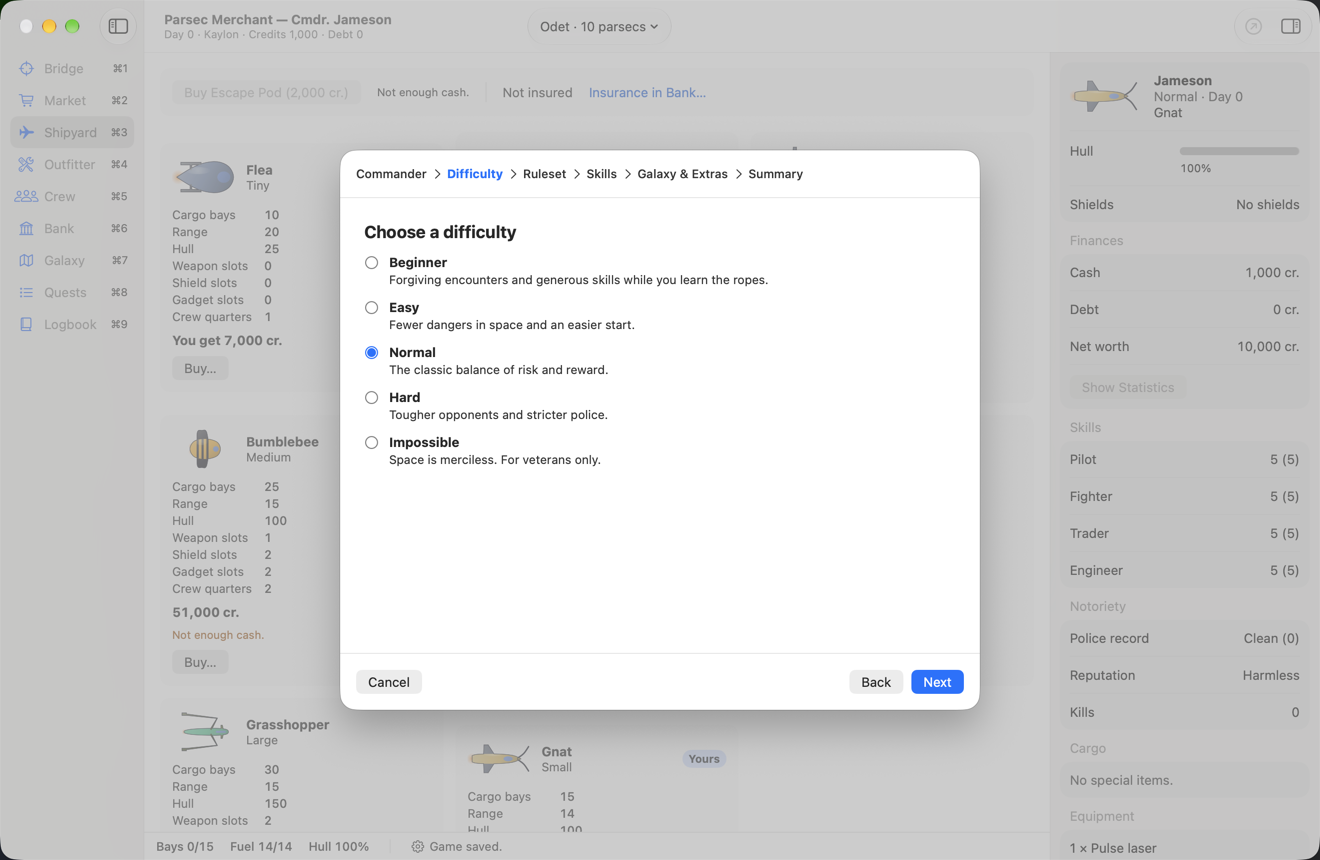 Parsec Merchant — Cmdr. Jameson
Day 0 · Kaylon · Credits 1,000 · Debt 0
Odet · 10 parsecs
Bridge ⌘1
Market ⌘2
Shipyard ⌘3
Outfitter ⌘4
Crew ⌘5
Bank ⌘6
Galaxy ⌘7
Quests ⌘8
Logbook ⌘9
Buy Escape Pod (2,000 cr.)
Not enough cash.
Not insured
Insurance in Bank…
Flea
Tiny
Cargo bays 10
Range 20
Hull 25
Weapon slots 0
Shield slots 0
Gadget slots 0
Crew quarters 1
You get 7,000 cr.
Buy…
Bumblebee
Medium
Cargo bays 25
Range 15
Hull 100
Weapon slots 1
Shield slots 2
Gadget slots 2
Crew quarters 2
51,000 cr.
Not enough cash.
Buy…
Grasshopper
Large
Cargo bays 30
Range 15
Hull 150
Weapon slots 2
Gnat
Small
Yours
Cargo bays 15
Range 14
Hull 100
Commander > Difficulty > Ruleset > Skills > Galaxy & Extras > Summary
Choose a difficulty
Beginner
Forgiving encounters and generous skills while you learn the ropes.
Easy
Fewer dangers in space and an easier start.
Normal
The classic balance of risk and reward.
Hard
Tougher opponents and stricter police.
Impossible
Space is merciless. For veterans only.
Cancel
Back
Next
Jameson
Normal · Day 0
Gnat
Hull
100%
Shields No shields
Finances
Cash 1,000 cr.
Debt 0 cr.
Net worth 10,000 cr.
Show Statistics
Skills
Pilot 5 (5)
Fighter 5 (5)
Trader 5 (5)
Engineer 5 (5)
Notoriety
Police record Clean (0)
Reputation Harmless
Kills 0
Cargo
No special items.
Equipment
1 × Pulse laser
Bays 0/15 Fuel 14/14 Hull 100%
Game saved.